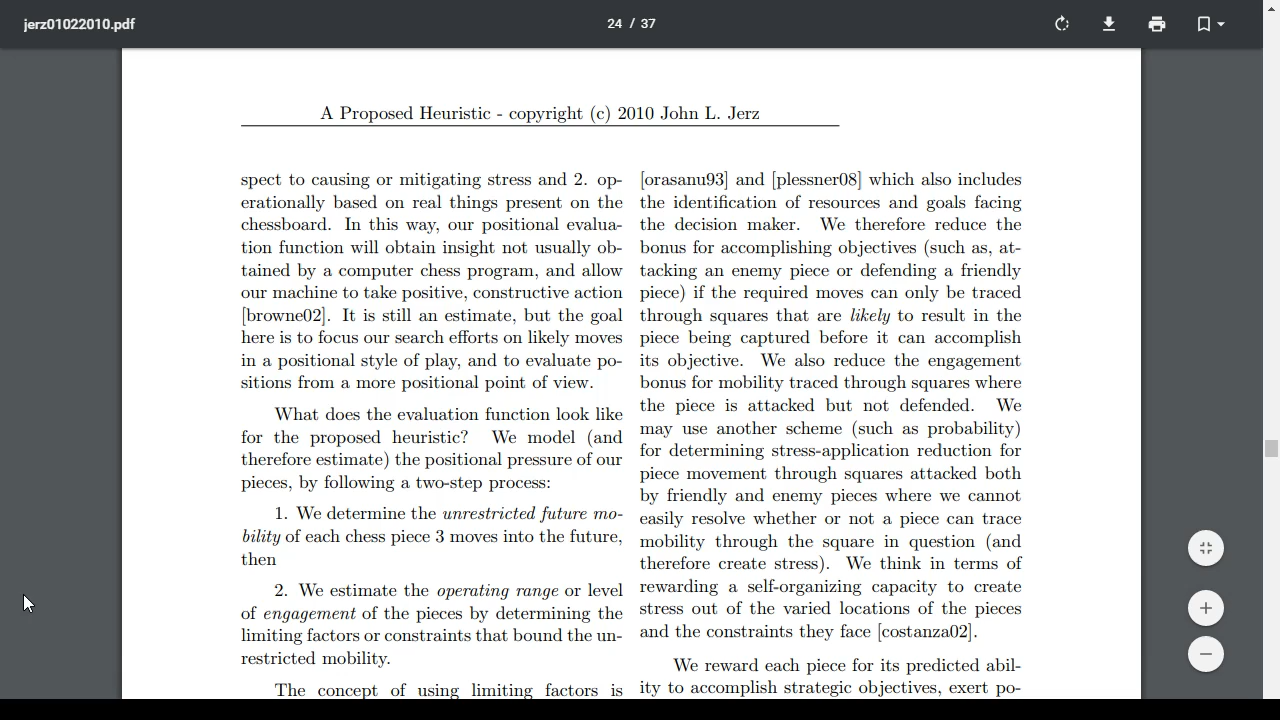 jerz01022010.pdf
24 / 37
A Proposed Heuristic - copyright (c) 2010 John L. Jerz
spect to causing or mitigating stress and 2. op-
erationally based on real things present on the
chessboard. In this way, our positional evalua-
tion function will obtain insight not usually ob-
tained by a computer chess program, and allow
our machine to take positive, constructive action
[browne02]. It is still an estimate, but the goal
here is to focus our search efforts on likely moves
in a positional style of play, and to evaluate po-
sitions from a more positional point of view.
What does the evaluation function look like
for the proposed heuristic? We model (and
therefore estimate) the positional pressure of our
pieces, by following a two-step process:
1. We determine the unrestricted future mo-
bility of each chess piece 3 moves into the future,
then
2. We estimate the operating range or level
of engagement of the pieces by determining the
limiting factors or constraints that bound the un-
restricted mobility.
The concept of using limiting factors is
[orasanu93] and [plessner08] which also includes
the identification of resources and goals facing
the decision maker. We therefore reduce the
bonus for accomplishing objectives (such as, at-
tacking an enemy piece or defending a friendly
piece) if the required moves can only be traced
through squares that are likely to result in the
piece being captured before it can accomplish
its objective. We also reduce the engagement
bonus for mobility traced through squares where
the piece is attacked but not defended. We
may use another scheme (such as probability)
for determining stress-application reduction for
piece movement through squares attacked both
by friendly and enemy pieces where we cannot
easily resolve whether or not a piece can trace
mobility through the square in question (and
therefore create stress). We think in terms of
rewarding a self-organizing capacity to create
stress out of the varied locations of the pieces
and the constraints they face [costanza02].
We reward each piece for its predicted abil-
ity to accomplish strategic objectives, exert po-